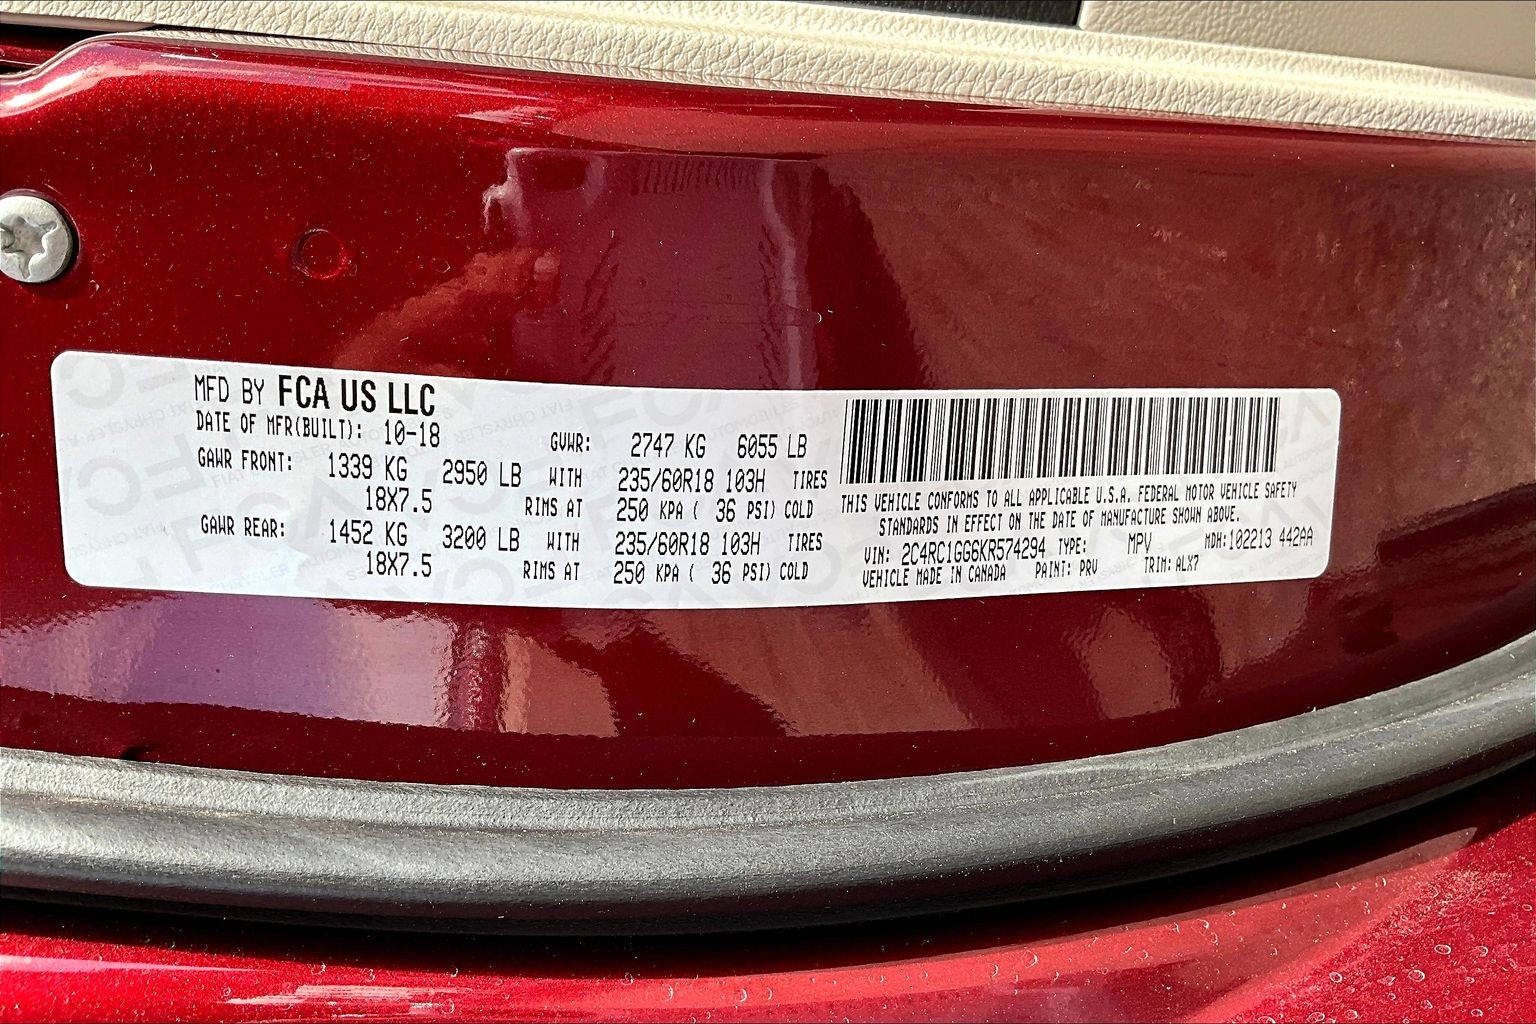 MFD BY FCA US LLC
DATE OF MFR(BUILT): 10-18 GVWR: 2747 KG 6055 LB
GAWR FRONT: 1339 KG 2950 LB WITH 235/60R18 103H TIRES
18X7.5 RIMS AT 250 KPA ( 36 PSI) COLD
GAWR REAR: 1452 KG 3200 LB WITH 235/60R18 103H TIRES
18X7.5 RIMS AT 250 KPA ( 36 PSI) COLD
THIS VEHICLE CONFORMS TO ALL APPLICABLE U.S.A. FEDERAL MOTOR VEHICLE SAFETY
STANDARDS IN EFFECT ON THE DATE OF MANUFACTURE SHOWN ABOVE.
VIN: 2C4RC1GG6KR574294 TYPE: MPV MDH:102213 442AA
VEHICLE MADE IN CANADA PAINT: PRV TRIM: ALX7